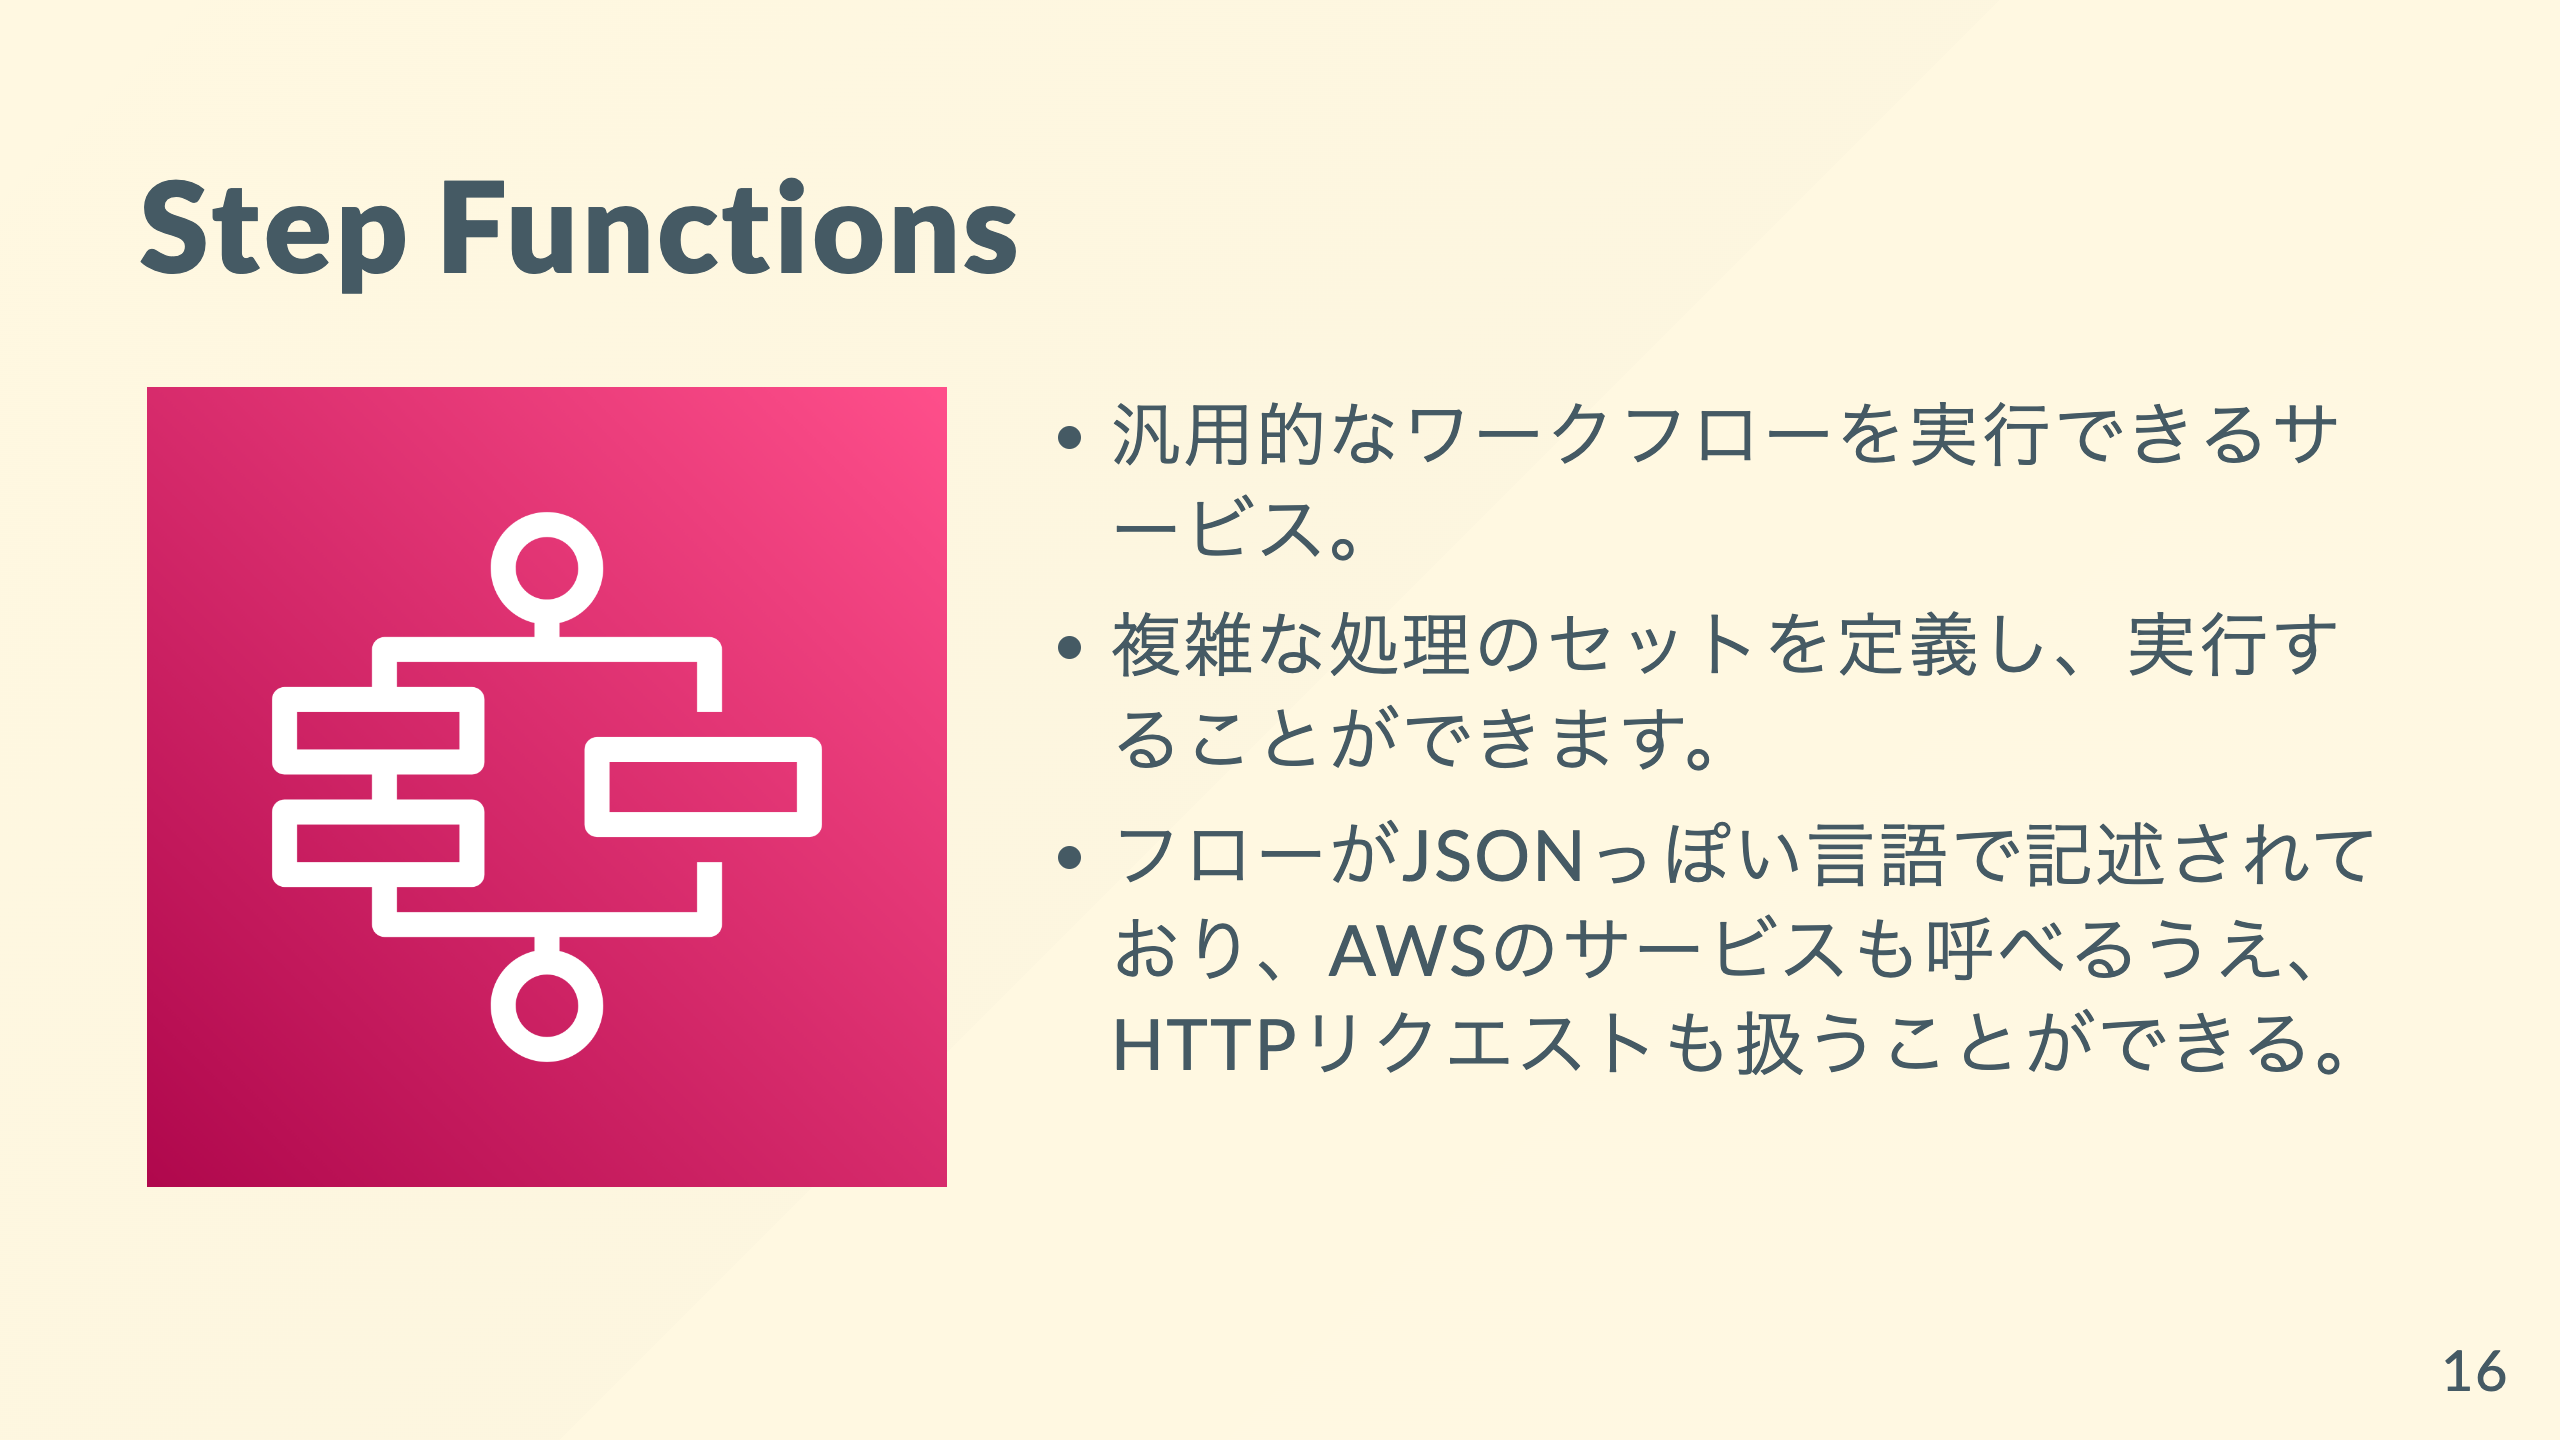 Step Functions
• 汎用的なワークフローを実行できるサ
ービス。
• 複雑な処理のセットを定義し、実行す
ることができます。
• フローがJSONっぽい言語で記述されて
おり、AWSのサービスも呼べるうえ、
HTTPリクエストも扱うことができる。
16